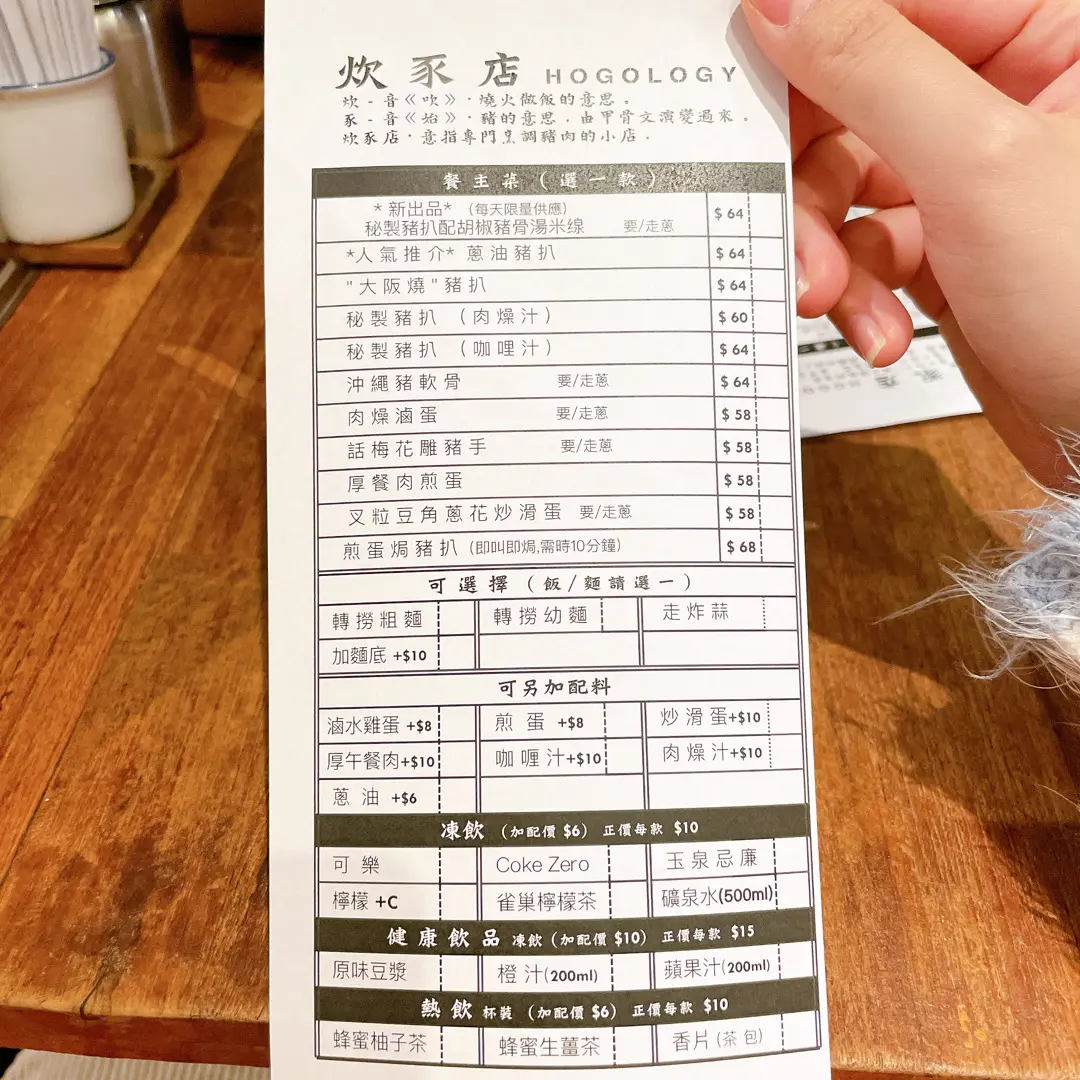 炊豕店 HOGOLOGY
炊 - 音《吹》，燒火做飯的意思。
豕 - 音《始》，豬的意思，由甲骨文演變過來。
炊豕店，意指專門烹調豬肉的小店．
餐主菜（選一款）
*新出品* （每天限量供應） $ 64
秘製豬扒配胡椒豬骨湯米线 要/走蔥
*人氣推介* 蔥油豬扒 $ 64
"大阪燒"豬扒 $ 64
秘製豬扒 （肉燥汁） $ 60
秘製豬扒 （咖哩汁） $ 64
沖繩豬軟骨 要/走蔥 $ 64
肉燥滷蛋 要/走蔥 $ 58
話梅花雕豬手 要/走蔥 $ 58
厚餐肉煎蛋 $ 58
叉粒豆角蔥花炒滑蛋 要/走蔥 $ 58
煎蛋焗豬扒 (即叫即焗,需時10分鐘) $ 68
可選擇（飯/麵請選一）
轉撈粗麵 轉撈幼麵 走炸蒜
加麵底 +$10
可另加配料
滷水雞蛋 +$8 煎蛋 +$8 炒滑蛋+$10
厚午餐肉+$10 咖喱汁+$10 肉燥汁+$10
蔥油 +$6
凍飲 (加配價 $6) 正價每款 $10
可樂 Coke Zero 玉泉忌廉
檸檬 +C 雀巢檸檬茶 礦泉水(500ml)
健康飲品 凍飲 (加配價 $10) 正價每款 $15
原味豆漿 橙汁(200ml) 蘋果汁(200ml)
熱飲 杯裝 (加配價 $6) 正價每款 $10
蜂蜜柚子茶 蜂蜜生薑茶 香片 (茶包)